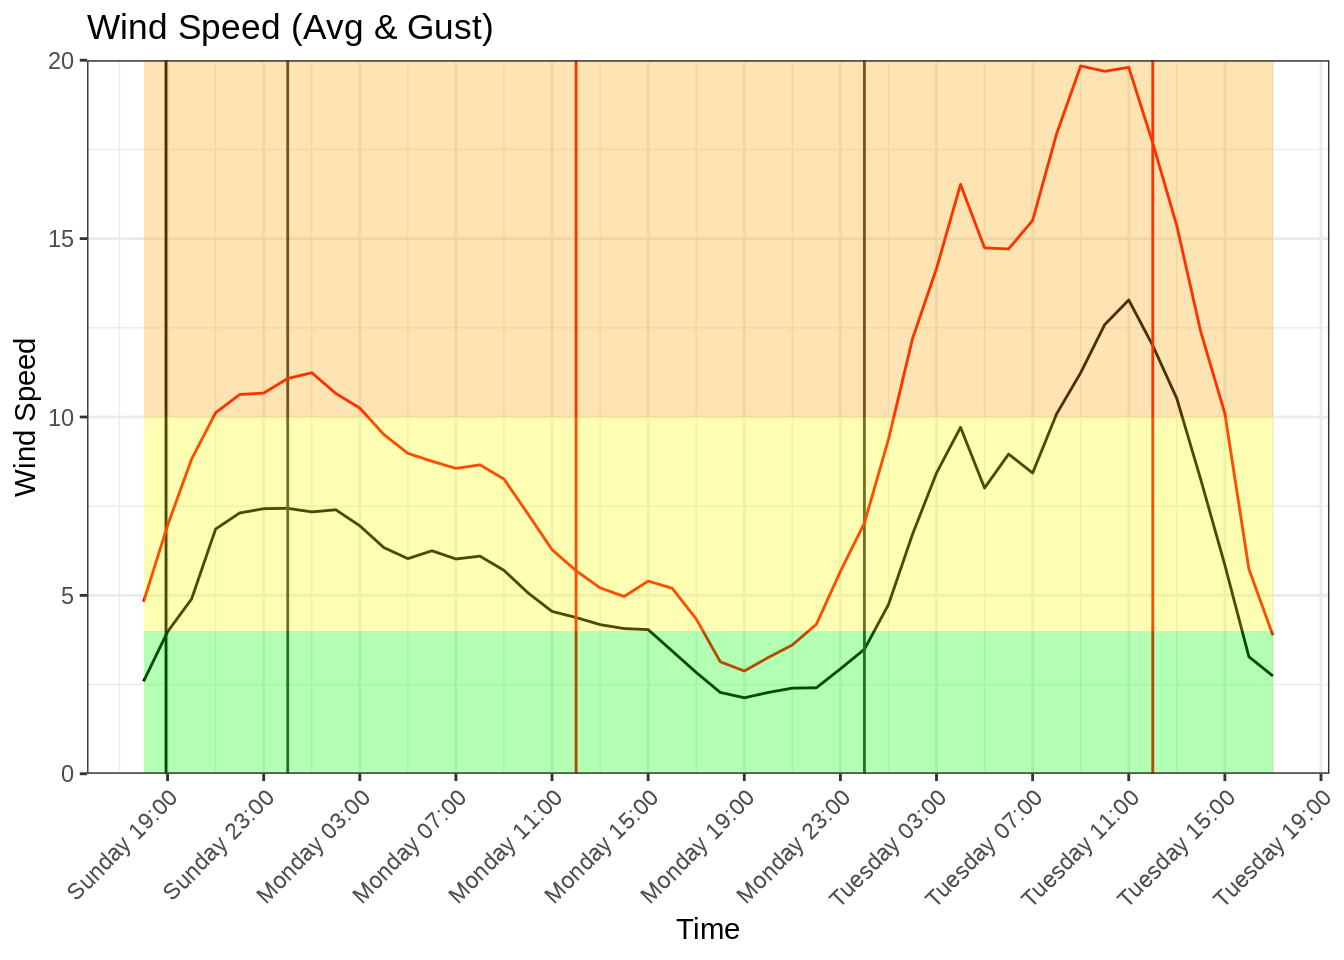 Wind Speed (Avg & Gust)
20
15
10
5
0
Wind Speed
Sunday 19:00
Sunday 23:00
Monday 03:00
Monday 07:00
Monday 11:00
Monday 15:00
Monday 19:00
Monday 23:00
Tuesday 03:00
Tuesday 07:00
Tuesday 11:00
Tuesday 15:00
Tuesday 19:00
Time